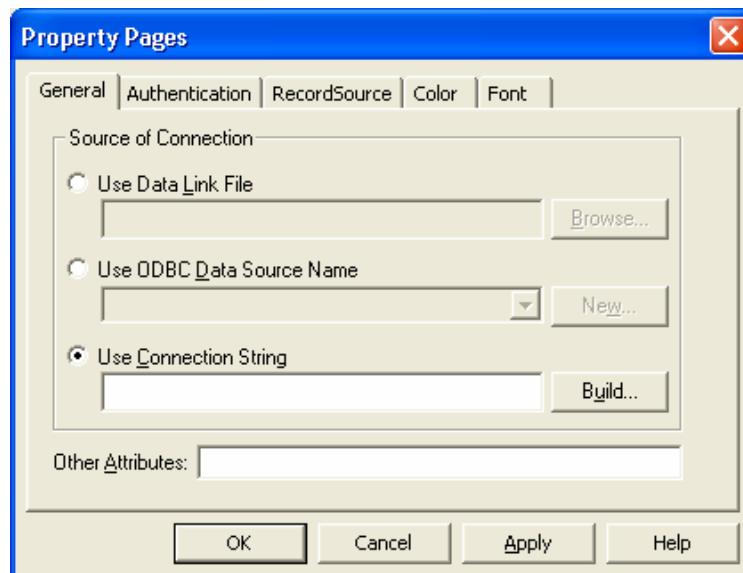 Property Pages
General Authentication RecordSource Color Font
Source of Connection
Use Data Link File
Browse...
Use ODBC Data Source Name
New...
Use Connection String
Build...
Other Attributes:
OK Cancel Apply Help